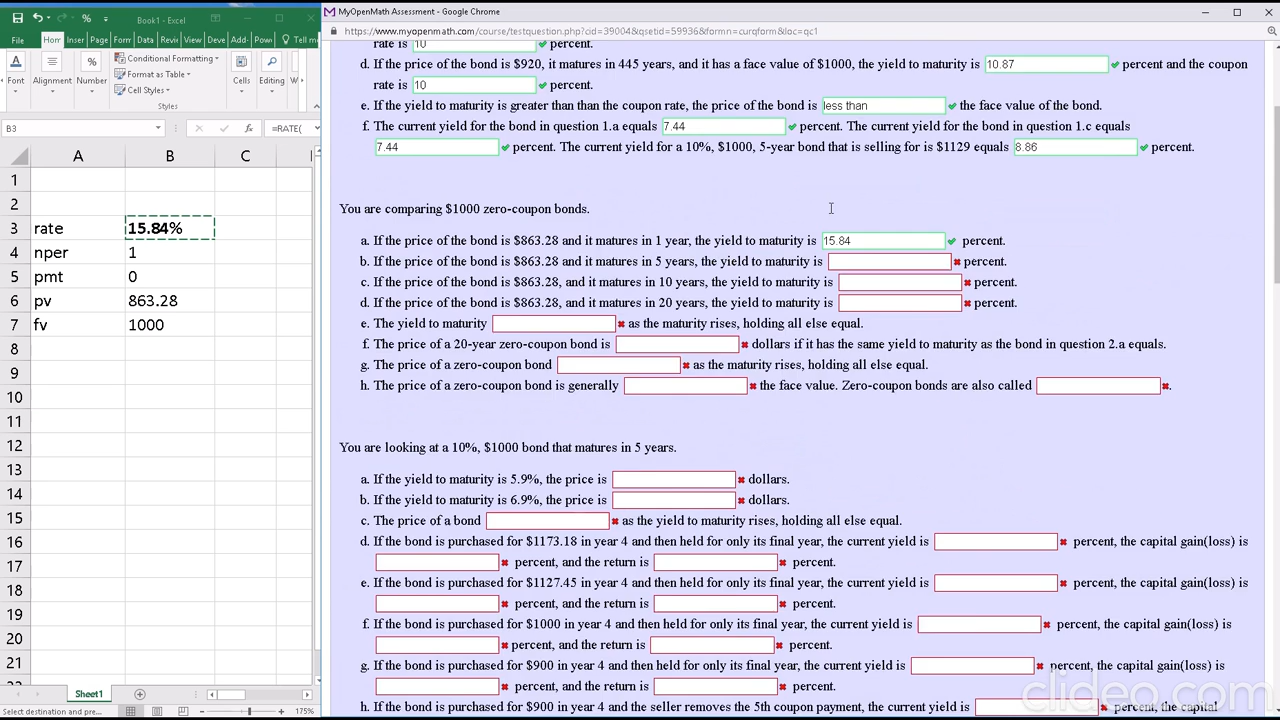 Book1 - Excel
MyOpenMath Assessment - Google Chrome
https://www.myopenmath.com/course/testquestion.php?cid=39004&qsetid=59936&formn=curqform&loc=qc1
File Horr Inser Page Form Data Revi View Deve Add- Pow Tell me
Font
Alignment
Number
Conditional Formatting
Format as Table
Cell Styles
Styles
Cells
Editing
B3
=RATE(
A B C
1
2
3 rate 15.84%
4 nper 1
5 pmt 0
6 pv 863.28
7 fv 1000
8
9
10
11
12
13
14
15
16
17
18
19
20
21
Sheet1
Select destination and pre...
175%
rate is 10 percent.
d. If the price of the bond is $920, it matures in 445 years, and it has a face value of $1000, the yield to maturity is 10.87 percent and the coupon
rate is 10 percent.
e. If the yield to maturity is greater than than the coupon rate, the price of the bond is less than the face value of the bond.
f. The current yield for the bond in question 1.a equals 7.44 percent. The current yield for the bond in question 1.c equals
7.44 percent. The current yield for a 10%, $1000, 5-year bond that is selling for is $1129 equals 8.86 percent.
You are comparing $1000 zero-coupon bonds.
a. If the price of the bond is $863.28 and it matures in 1 year, the yield to maturity is 15.84 percent.
b. If the price of the bond is $863.28 and it matures in 5 years, the yield to maturity is percent.
c. If the price of the bond is $863.28, and it matures in 10 years, the yield to maturity is percent.
d. If the price of the bond is $863.28, and it matures in 20 years, the yield to maturity is percent.
e. The yield to maturity as the maturity rises, holding all else equal.
f. The price of a 20-year zero-coupon bond is dollars if it has the same yield to maturity as the bond in question 2.a equals.
g. The price of a zero-coupon bond as the maturity rises, holding all else equal.
h. The price of a zero-coupon bond is generally the face value. Zero-coupon bonds are also called .
You are looking at a 10%, $1000 bond that matures in 5 years.
a. If the yield to maturity is 5.9%, the price is dollars.
b. If the yield to maturity is 6.9%, the price is dollars.
c. The price of a bond as the yield to maturity rises, holding all else equal.
d. If the bond is purchased for $1173.18 in year 4 and then held for only its final year, the current yield is percent, the capital gain(loss) is
percent, and the return is percent.
e. If the bond is purchased for $1127.45 in year 4 and then held for only its final year, the current yield is percent, the capital gain(loss) is
percent, and the return is percent.
f. If the bond is purchased for $1000 in year 4 and then held for only its final year, the current yield is percent, the capital gain(loss) is
percent, and the return is percent.
g. If the bond is purchased for $900 in year 4 and then held for only its final year, the current yield is percent, the capital gain(loss) is
percent, and the return is percent.
h. If the bond is purchased for $900 in year 4 and the seller removes the 5th coupon payment, the current yield is percent, the capital
clideo.com